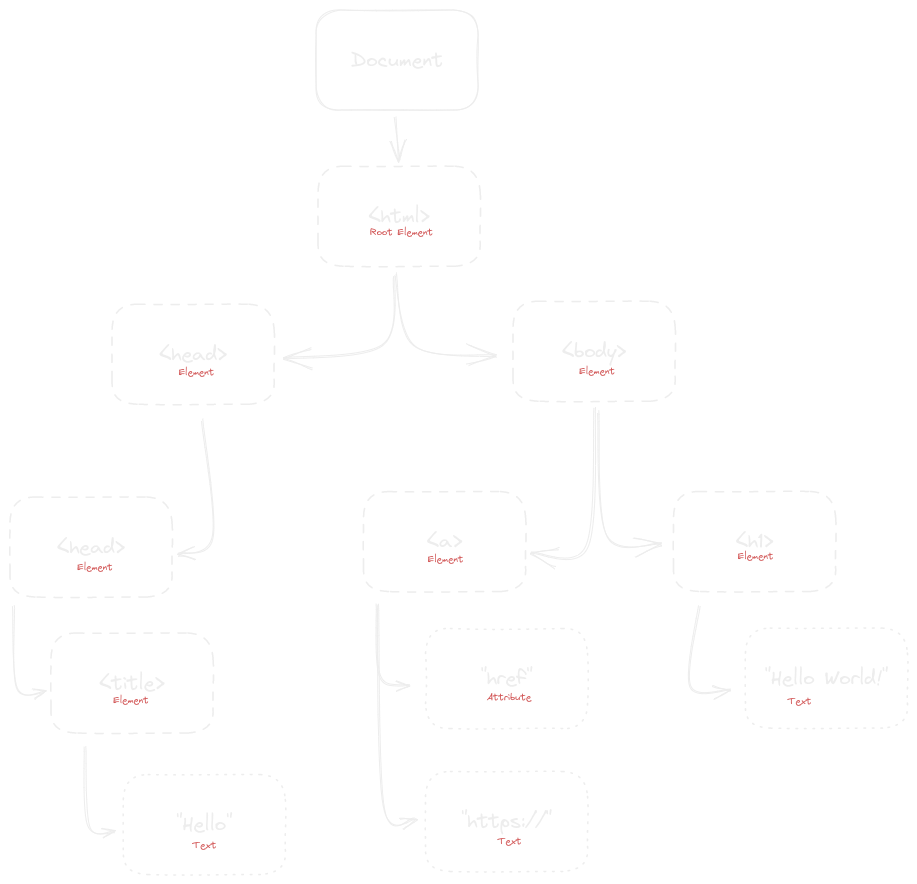 Document
<html>
Root Element
<head>
Element
<body>
Element
<head>
Element
<a>
Element
<h1>
Element
<title>
Element
"href"
Attribute
"Hello World!"
Text
"Hello"
Text
"https://"
Text